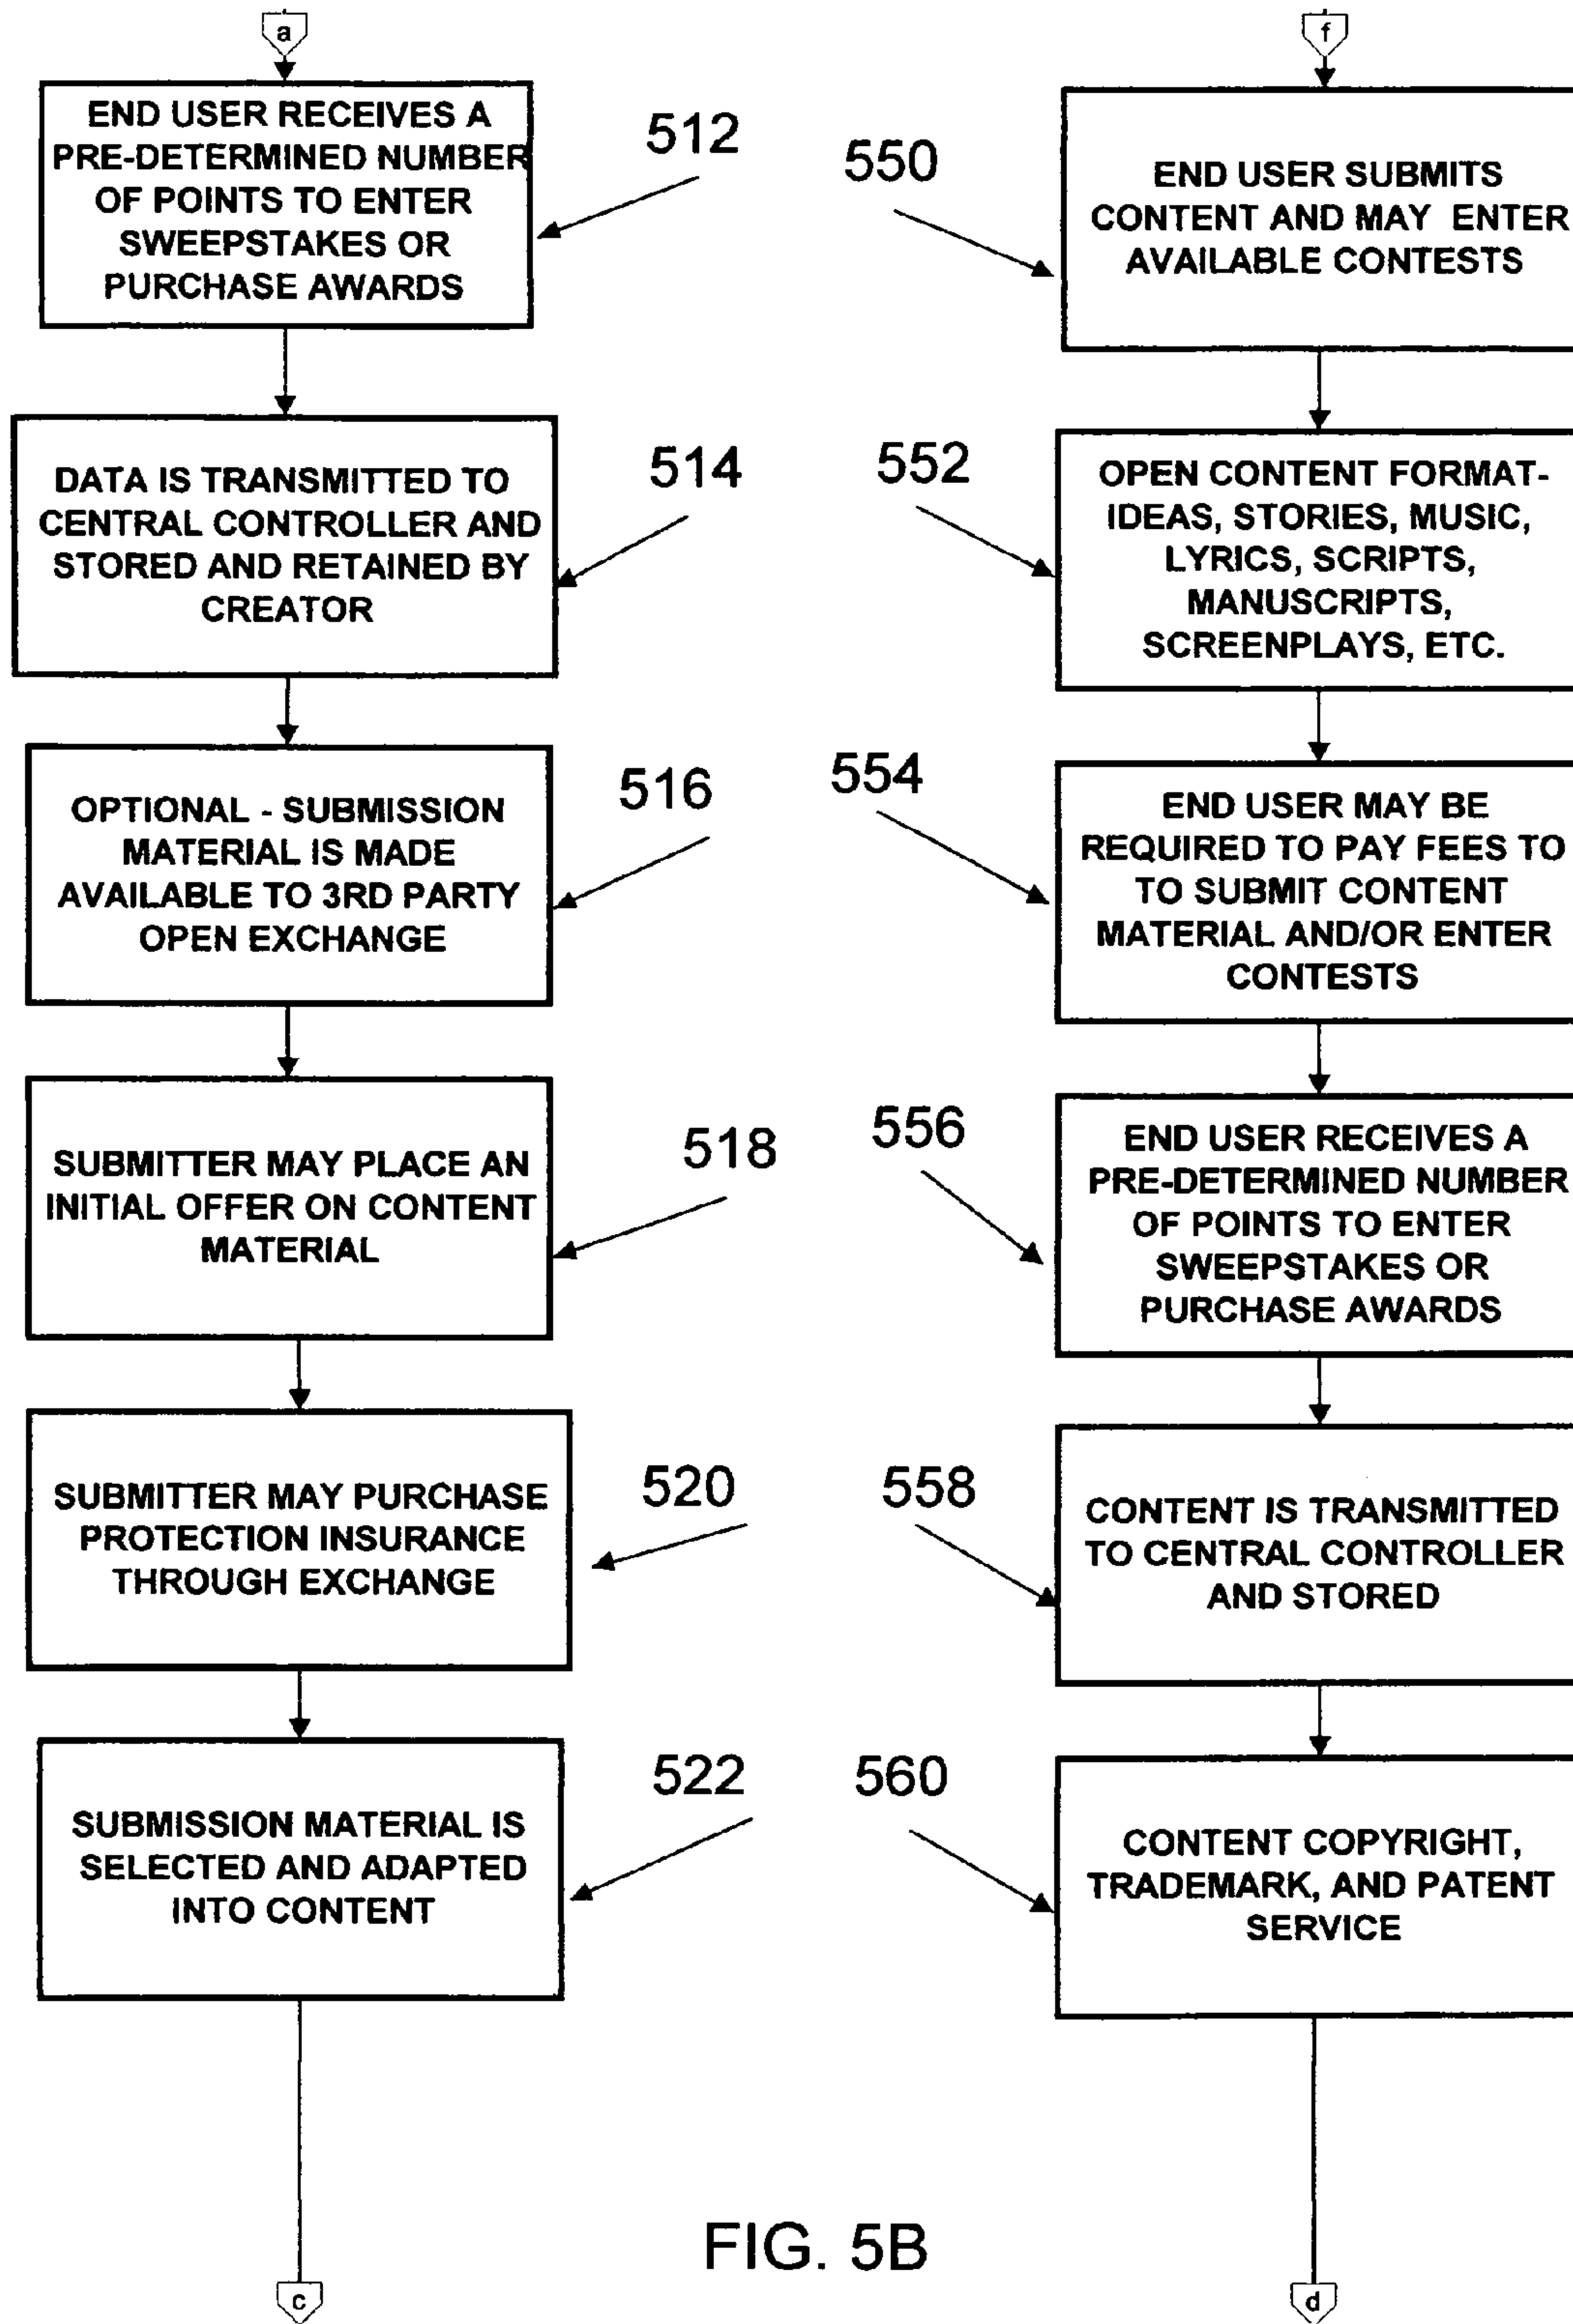 a
END USER RECEIVES A
PRE-DETERMINED NUMBER
OF POINTS TO ENTER
SWEEPSTAKES OR
PURCHASE AWARDS
512
DATA IS TRANSMITTED TO
CENTRAL CONTROLLER AND
STORED AND RETAINED BY
CREATOR
514
OPTIONAL - SUBMISSION
MATERIAL IS MADE
AVAILABLE TO 3RD PARTY
OPEN EXCHANGE
516
SUBMITTER MAY PLACE AN
INITIAL OFFER ON CONTENT
MATERIAL
518
SUBMITTER MAY PURCHASE
PROTECTION INSURANCE
THROUGH EXCHANGE
520
SUBMISSION MATERIAL IS
SELECTED AND ADAPTED
INTO CONTENT
522
c
f
550
END USER SUBMITS
CONTENT AND MAY ENTER
AVAILABLE CONTESTS
552
OPEN CONTENT FORMAT-
IDEAS, STORIES, MUSIC,
LYRICS, SCRIPTS,
MANUSCRIPTS,
SCREENPLAYS, ETC.
554
END USER MAY BE
REQUIRED TO PAY FEES TO
TO SUBMIT CONTENT
MATERIAL AND/OR ENTER
CONTESTS
556
END USER RECEIVES A
PRE-DETERMINED NUMBER
OF POINTS TO ENTER
SWEEPSTAKES OR
PURCHASE AWARDS
558
CONTENT IS TRANSMITTED
TO CENTRAL CONTROLLER
AND STORED
560
CONTENT COPYRIGHT,
TRADEMARK, AND PATENT
SERVICE
d
FIG. 5B